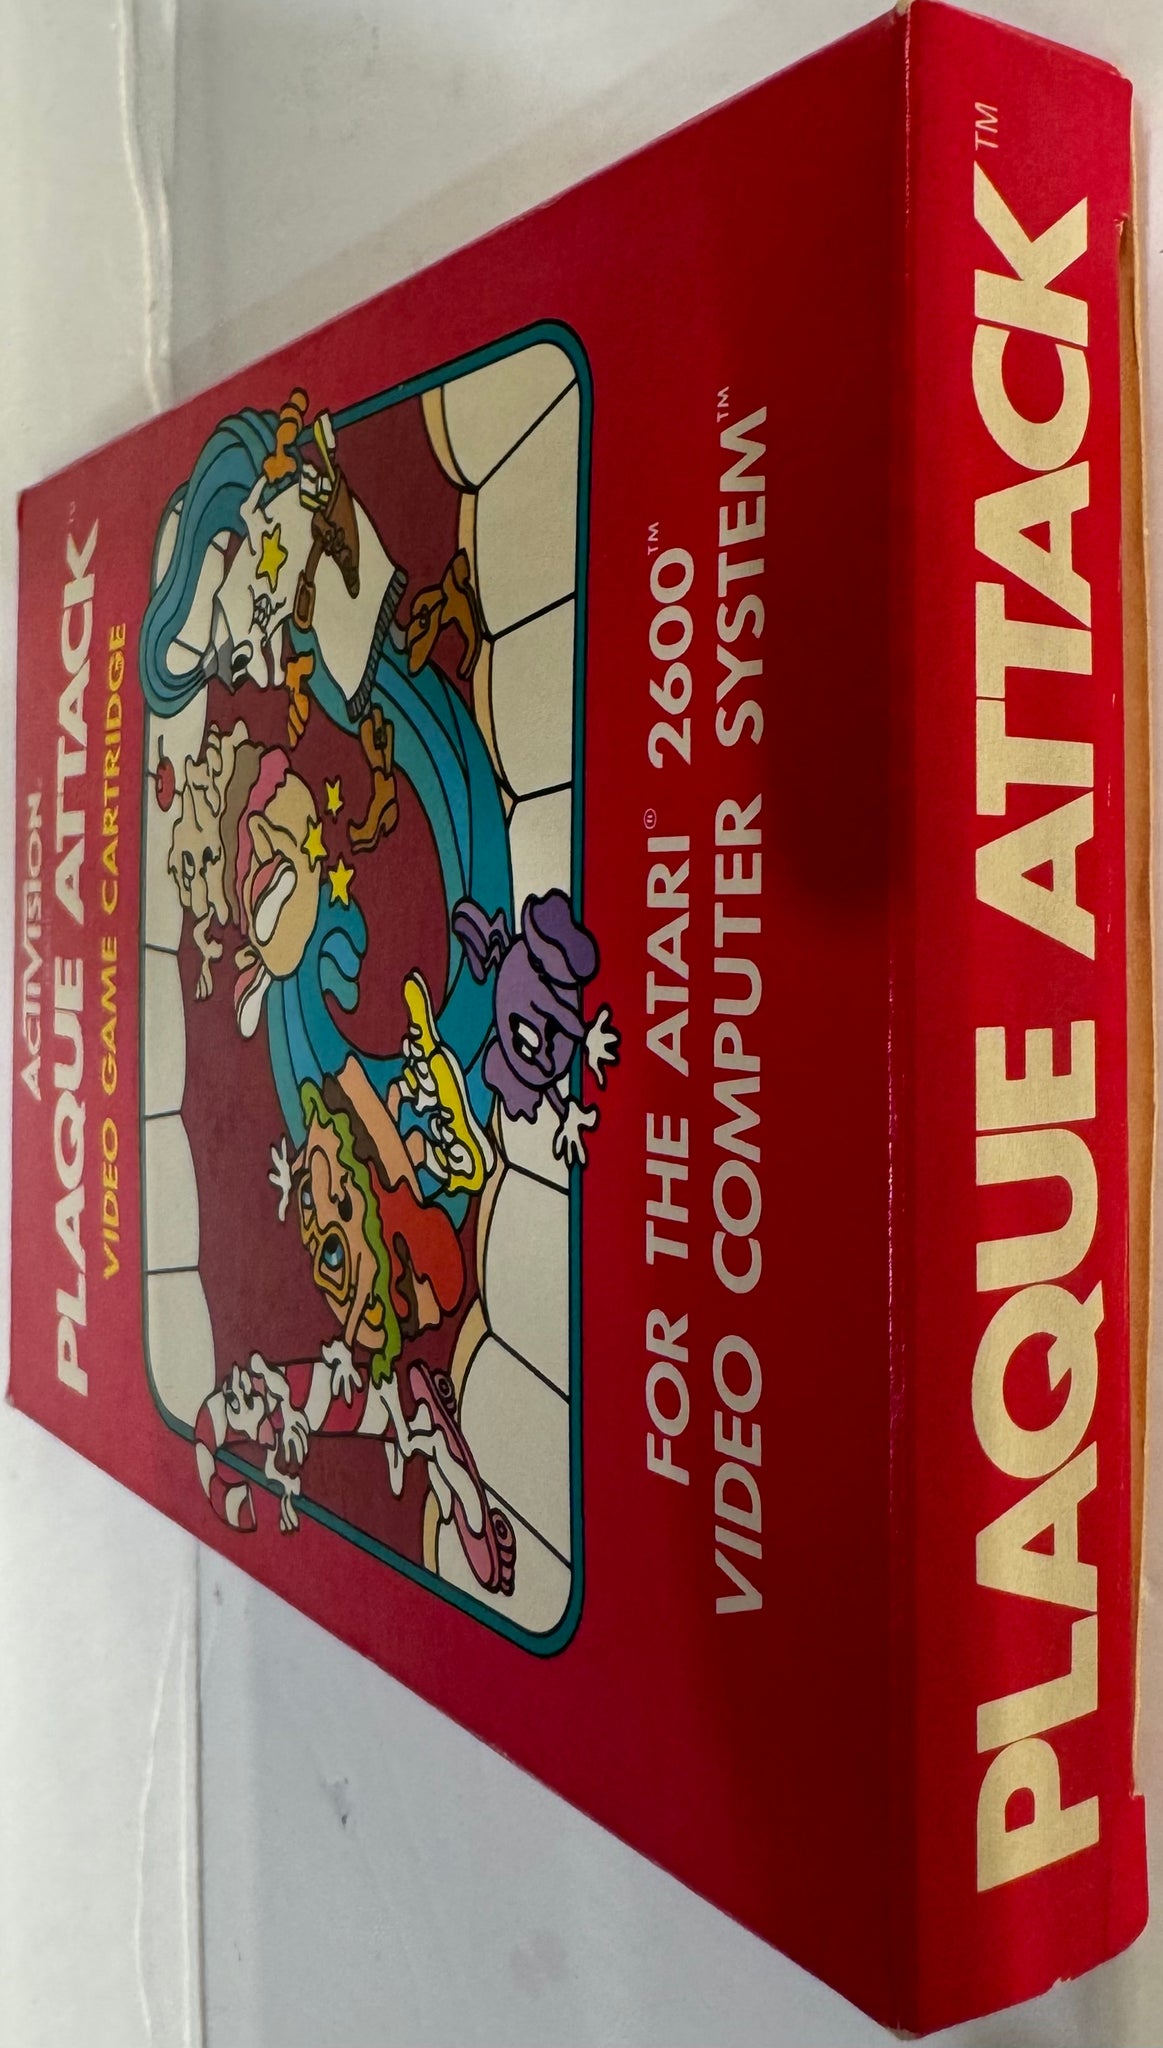 ACTIVISION
PLAQUE ATTACK™
VIDEO GAME CARTRIDGE
FOR THE ATARI® 2600™
VIDEO COMPUTER SYSTEM™
PLAQUE ATTACK™